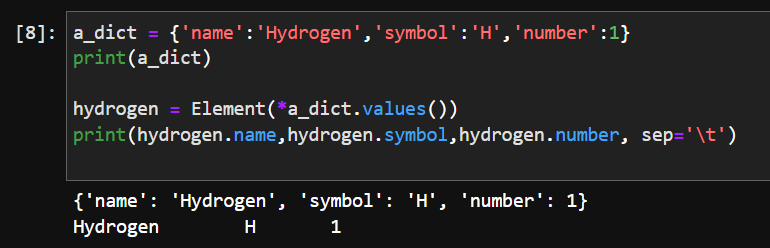 [8]: a_dict = {'name':'Hydrogen','symbol':'H','number':1}
print(a_dict)
hydrogen = Element(*a_dict.values())
print(hydrogen.name,hydrogen.symbol,hydrogen.number, sep='\t')
{'name': 'Hydrogen', 'symbol': 'H', 'number': 1}
Hydrogen        H       1